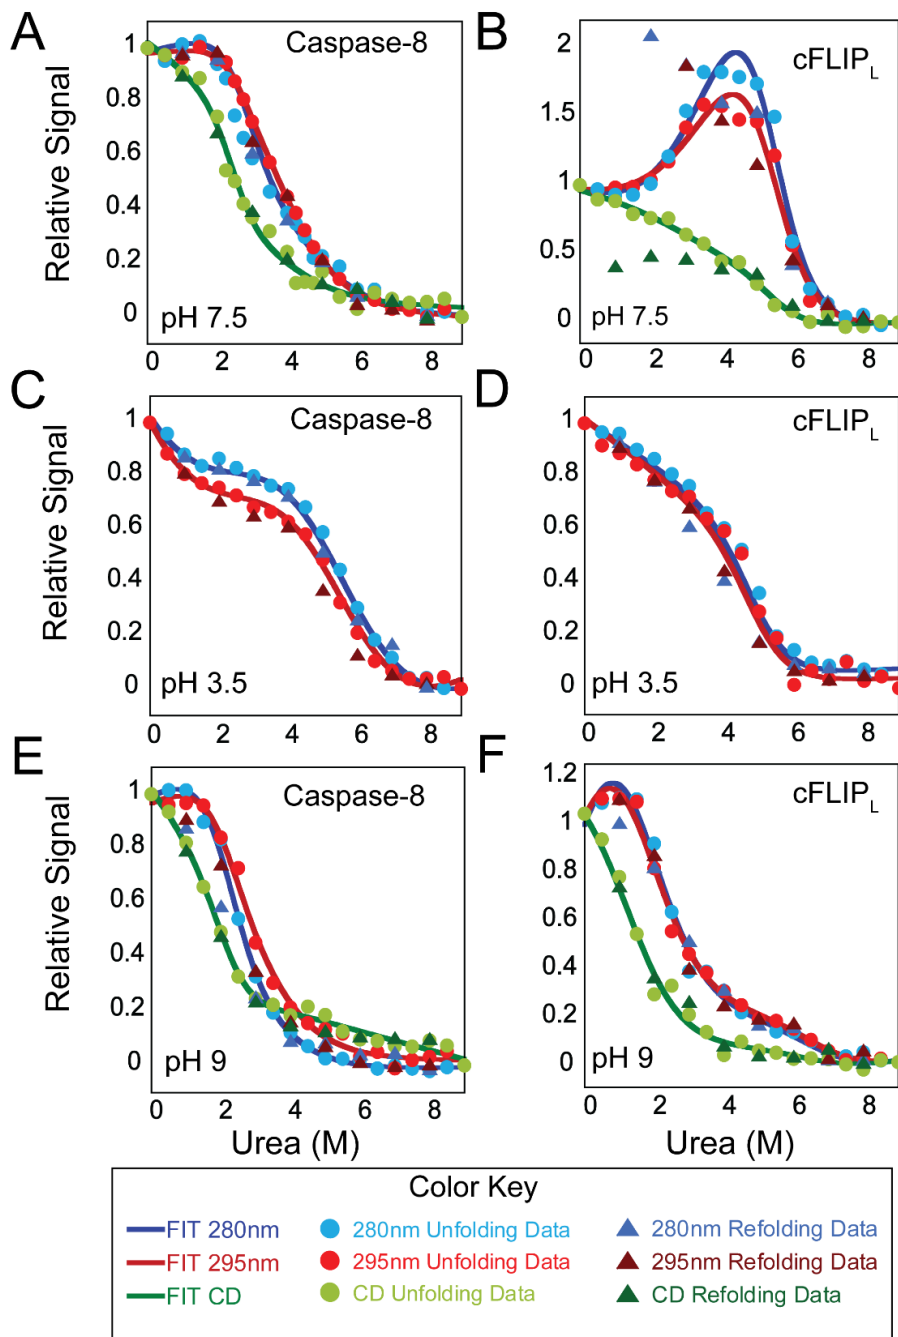 A
Caspase-8
Relative Signal
1
0.8
0.6
0.4
0.2
0
pH 7.5
0 2 4 6 8
B
cFLIPL
2
1.5
1
0.5
0
pH 7.5
0 2 4 6 8
C
Caspase-8
Relative Signal
1
0.8
0.6
0.4
0.2
0
pH 3.5
0 2 4 6 8
D
cFLIPL
1
0.8
0.6
0.4
0.2
0
pH 3.5
0 2 4 6 8
E
Caspase-8
Relative Signal
1
0.8
0.6
0.4
0.2
0
pH 9
0 2 4 6 8
Urea (M)
F
cFLIPL
1.2
1
0.8
0.6
0.4
0.2
0
pH 9
0 2 4 6 8
Urea (M)
Color Key
FIT 280nm 280nm Unfolding Data 280nm Refolding Data
FIT 295nm 295nm Unfolding Data 295nm Refolding Data
FIT CD CD Unfolding Data CD Refolding Data